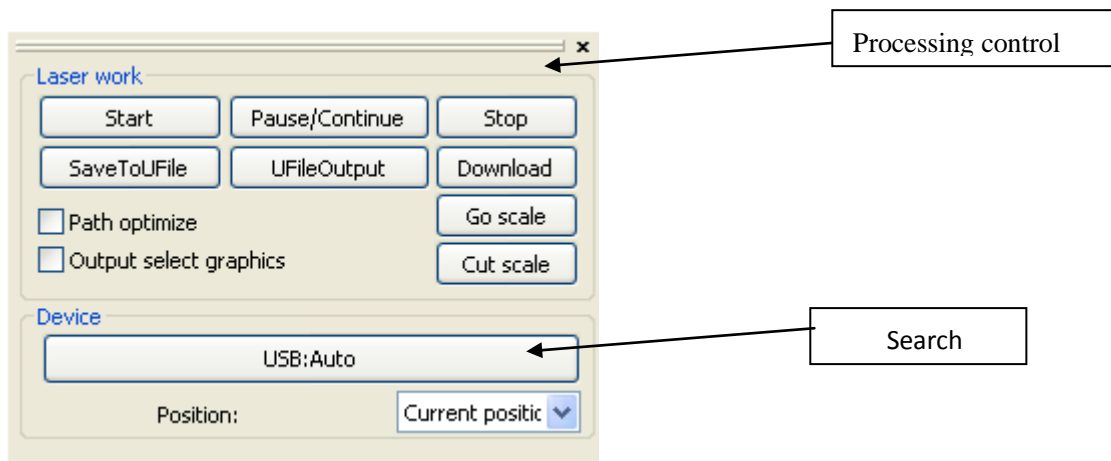 Processing control
Laser work
Start Pause/Continue Stop
SaveToUFile UFileOutput Download
Path optimize Go scale
Output select graphics Cut scale
Device
USB:Auto
Search
Position: Current positic